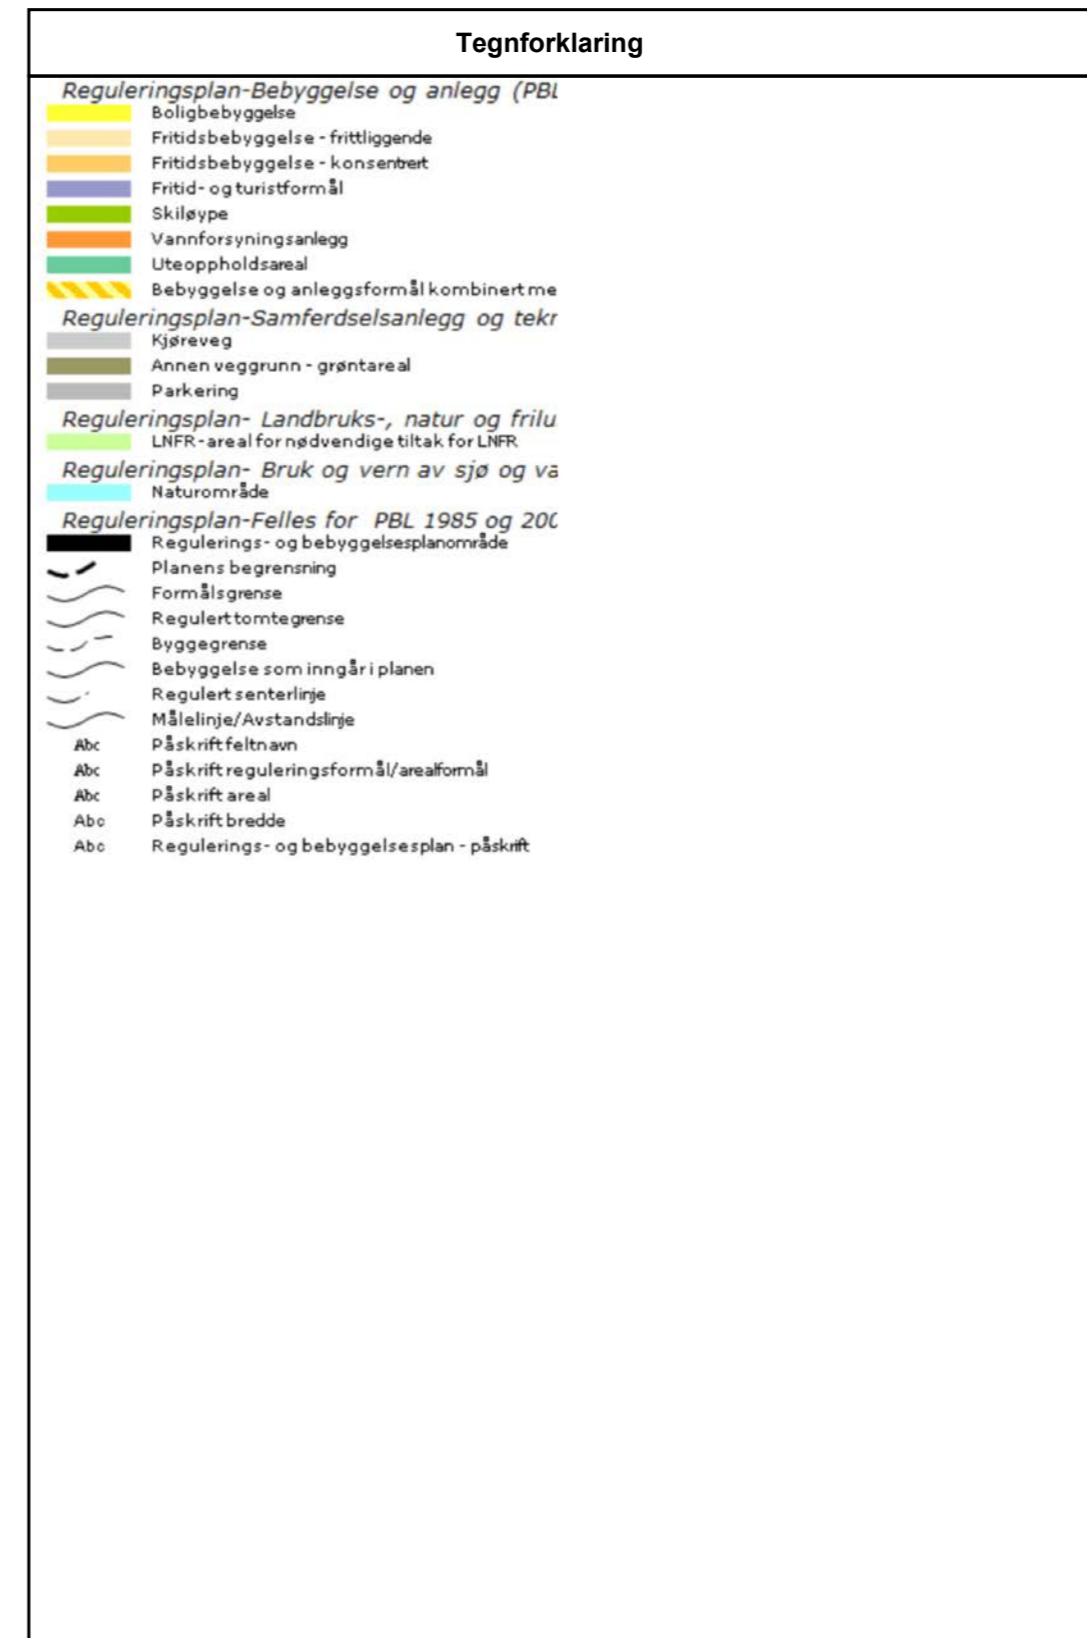 Tegnforklaring
Reguleringsplan-Bebyggelse og anlegg (PBL
Boligbebyggelse
Fritidsbebyggelse - frittliggende
Fritidsbebyggelse - konsentrert
Fritid- og turistformål
Skiløype
Vannforsyningsanlegg
Uteoppholdsareal
Bebyggelse og anleggsformål kombinert me
Reguleringsplan-Samferdselsanlegg og tekn
Kjøreveg
Annen veggrunn - grøntareal
Parkering
Reguleringsplan- Landbruks-, natur og frilu
LNFR-areal for nødvendige tiltak for LNFR
Reguleringsplan- Bruk og vern av sjø og va
Naturområde
Reguleringsplan-Felles for PBL 1985 og 200
Regulerings- og bebyggelsesplanområde
Planens begrensning
Formålsgrense
Regulert tomtegrense
Byggegrense
Bebyggelse som inngår i planen
Regulert senterlinje
Målelinje/Avstandslinje
Abc Påskrift feltnavn
Abc Påskrift reguleringsformål/arealformål
Abc Påskrift areal
Abc Påskrift bredde
Abc Regulerings- og bebyggelsesplan - påskrift